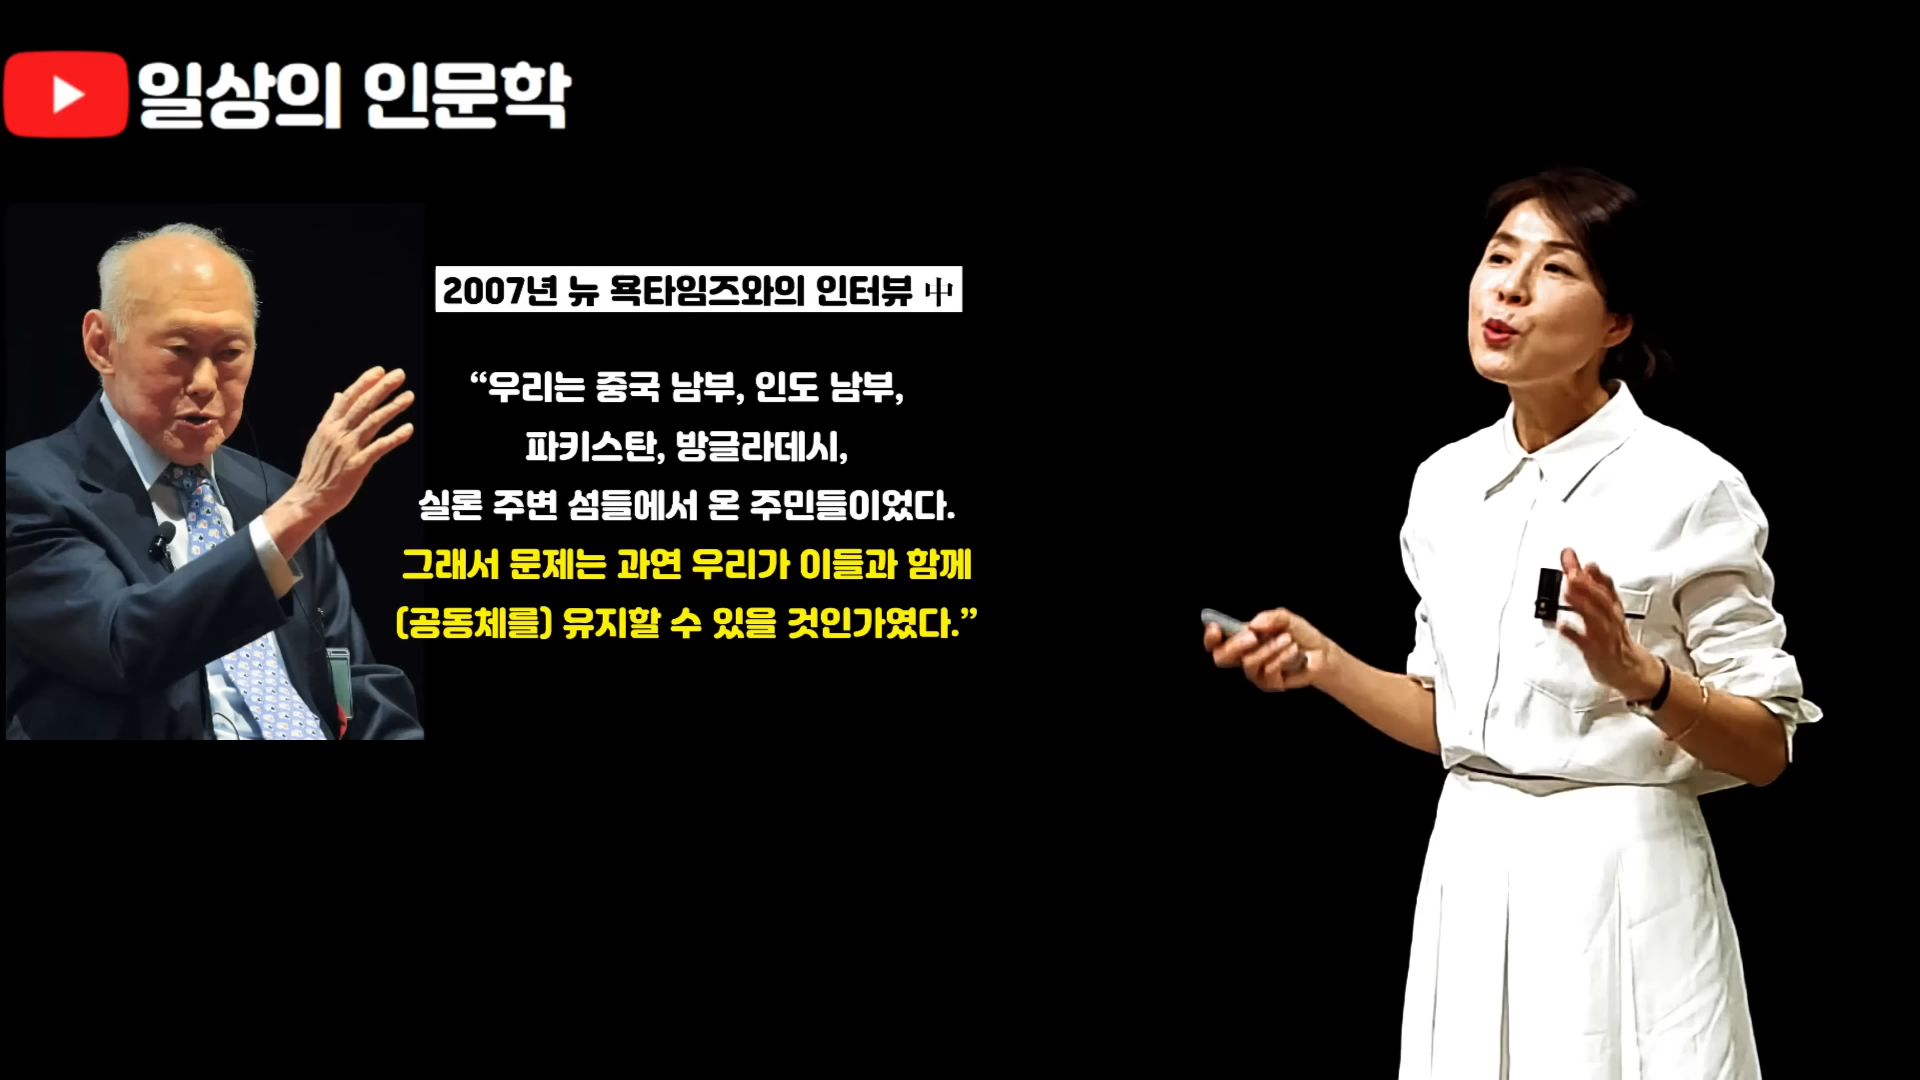 일상의 인문학
2007년 뉴 욕타임즈와의 인터뷰 中
“우리는 중국 남부, 인도 남부,
파키스탄, 방글라데시,
실론 주변 섬들에서 온 주민들이었다.
그래서 문제는 과연 우리가 이들과 함께
(공동체를) 유지할 수 있을 것인가였다.”